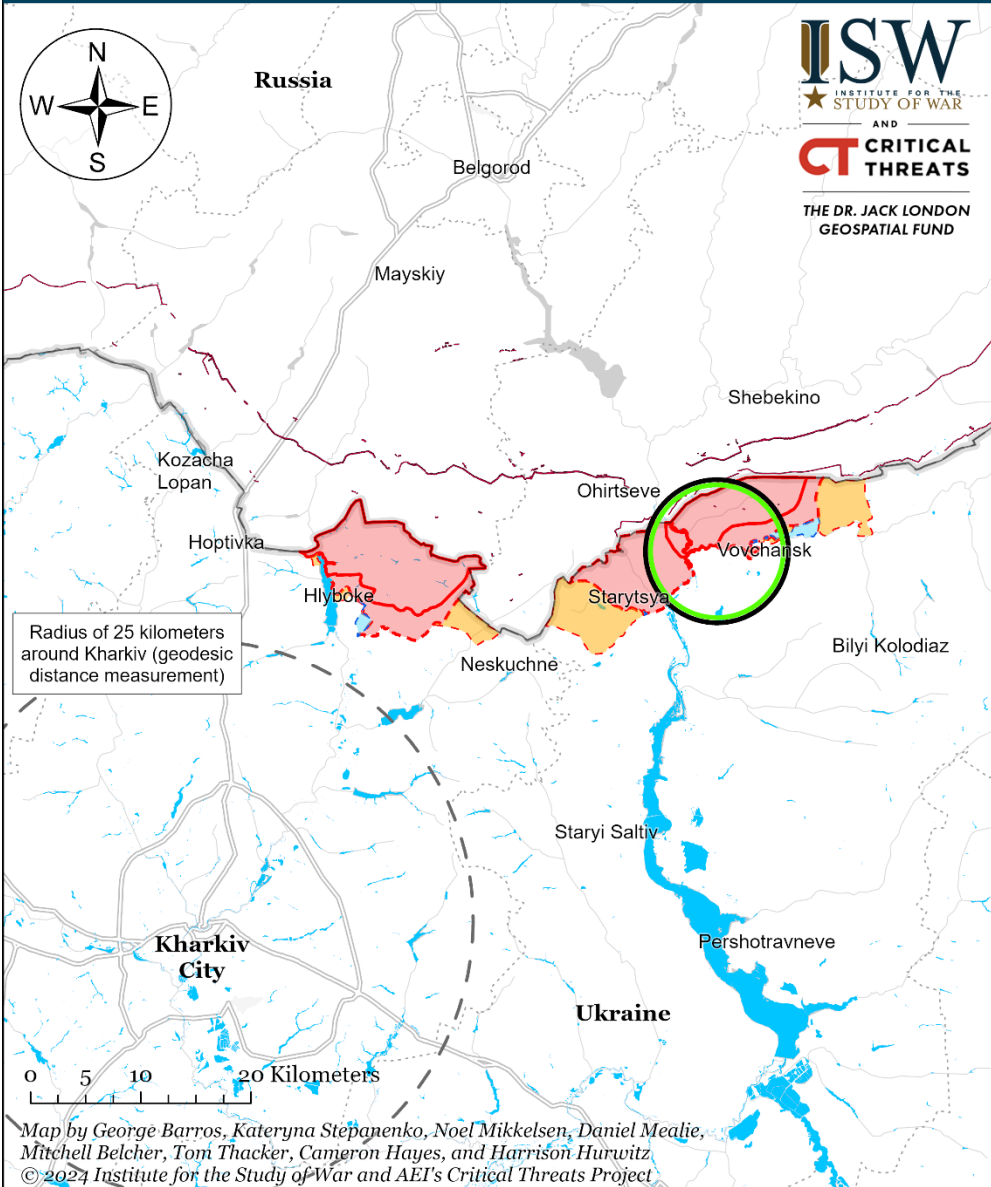 N
W E
S
Russia
ISW
INSTITUTE FOR THE
STUDY OF WAR
AND
CT CRITICAL
THREATS
THE DR. JACK LONDON
GEOSPATIAL FUND
Belgorod
Mayskiy
Shebekino
Kozacha
Lopan
Ohirtseve
Hoptivka
Vovchansk
Hlyboke
Starytsya
Radius of 25 kilometers
around Kharkiv (geodesic
distance measurement)
Neskuchne
Bilyi Kolodiaz
Staryi Saltiv
Kharkiv
City
Pershotravneve
Ukraine
0 5 10 20 Kilometers
Map by George Barros, Kateryna Stepanenko, Noel Mikkelsen, Daniel Mealie,
Mitchell Belcher, Tom Thacker, Cameron Hayes, and Harrison Hurwitz
© 2024 Institute for the Study of War and AEI's Critical Threats Project